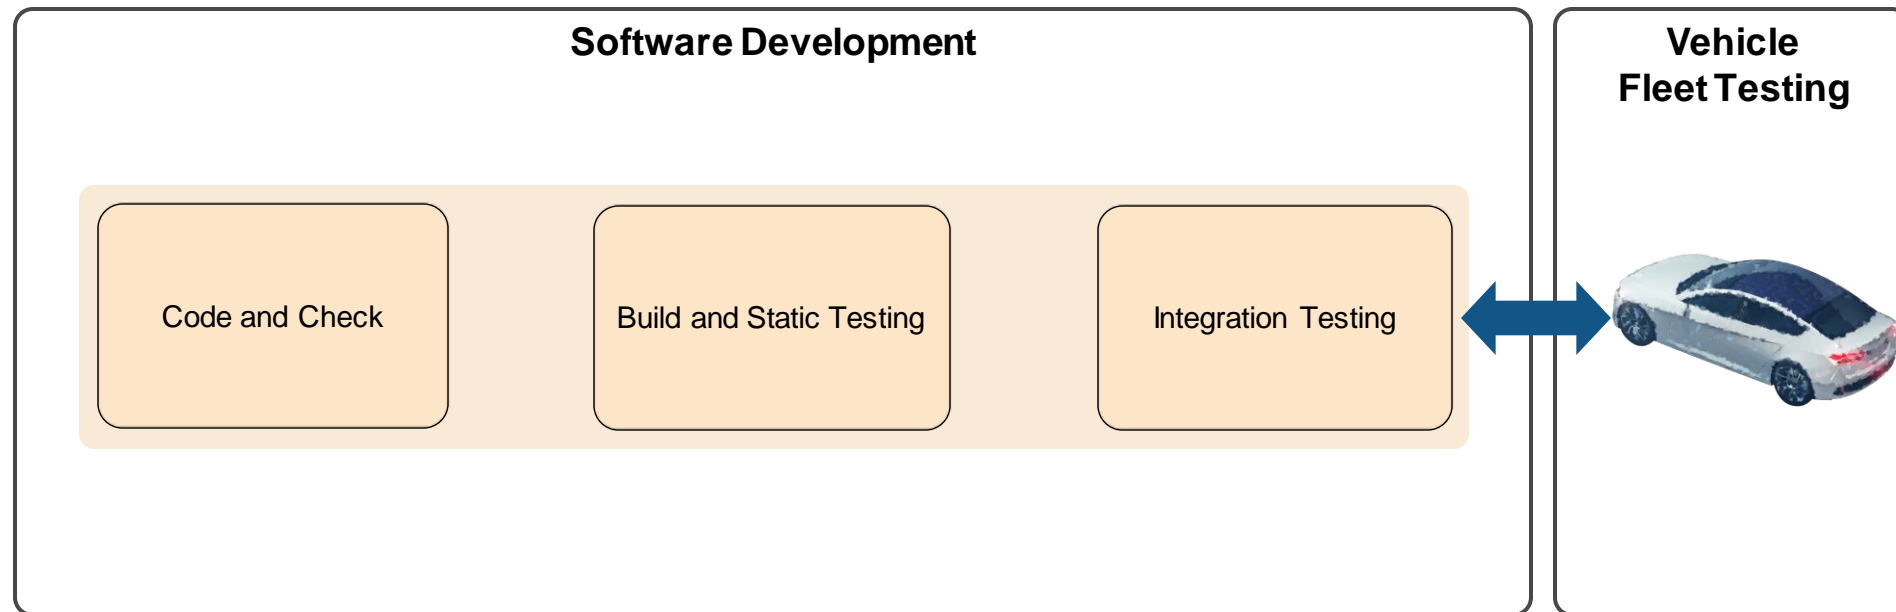 Software Development
Vehicle
Fleet Testing
Code and Check
Build and Static Testing
Integration Testing